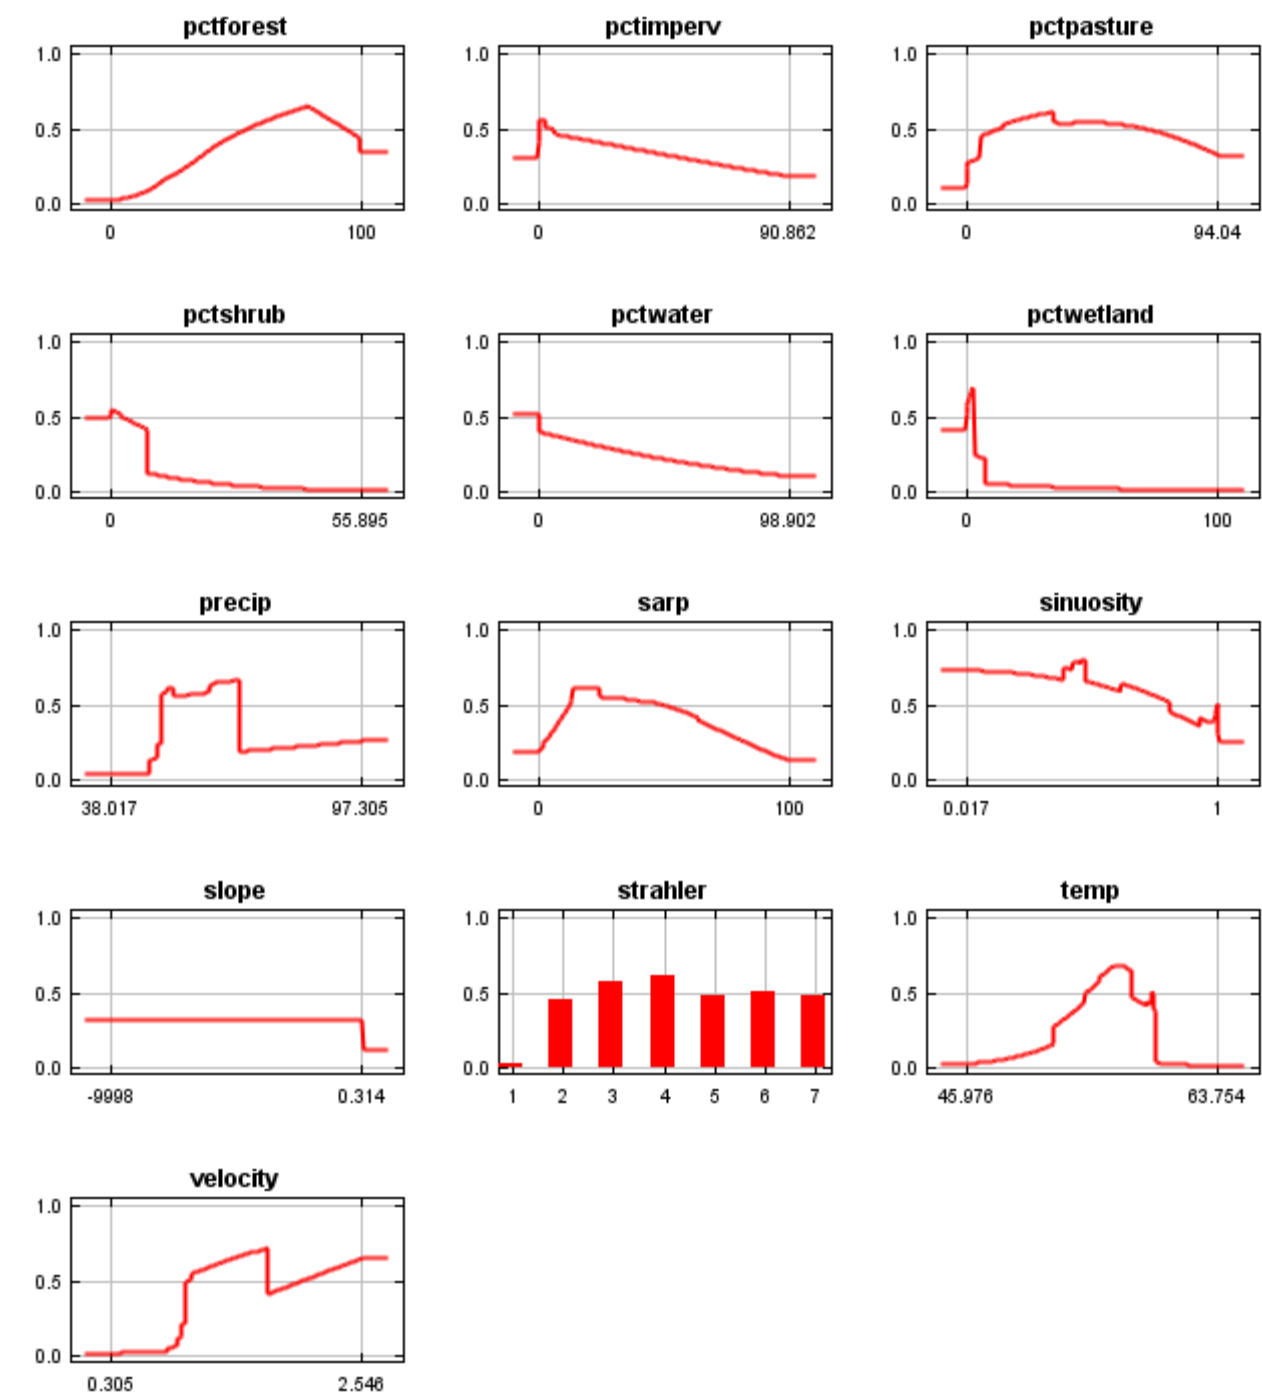 pctforest pctimperv pctpasture
1.0 1.0 1.0
0.5 0.5 0.5
0.0 0.0 0.0
0 100 0 90.862 0 94.04
pctshrub pctwater pctwetland
1.0 1.0 1.0
0.5 0.5 0.5
0.0 0.0 0.0
0 55.895 0 98.902 0 100
precip sarp sinuosity
1.0 1.0 1.0
0.5 0.5 0.5
0.0 0.0 0.0
38.017 97.305 0 100 0.017 1
slope strahler temp
1.0 1.0 1.0
0.5 0.5 0.5
0.0 0.0 0.0
-9998 0.314 1 2 3 4 5 6 7 45.976 63.754
velocity
1.0
0.5
0.0
0.305 2.546